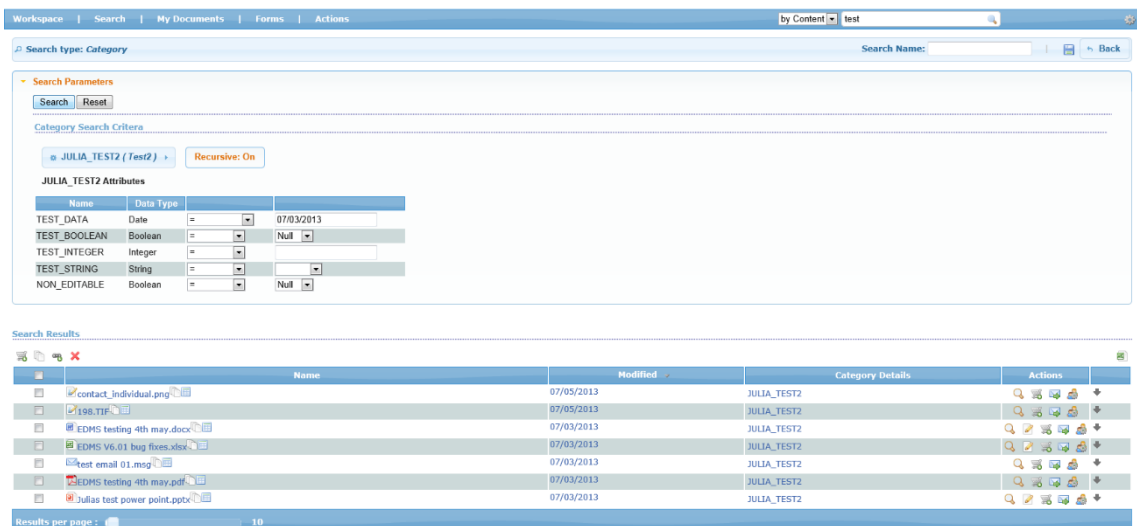 Workspace | Search | My Documents | Forms | Actions by Content test
Search type: Category Search Name: | Back
Search Parameters
Search Reset
Category Search Critera
JULIA_TEST2 ( Test2 ) Recursive: On
JULIA_TEST2 Attributes
Name Data Type
TEST_DATA Date = 07/03/2013
TEST_BOOLEAN Boolean = Null
TEST_INTEGER Integer =
TEST_STRING String =
NON_EDITABLE Boolean = Null
Search Results
Name Modified Category Details Actions
contact_individual.png 07/05/2013 JULIA_TEST2
198.TIF 07/05/2013 JULIA_TEST2
EDMS testing 4th may.docx 07/03/2013 JULIA_TEST2
EDMS V6.01 bug fixes.xlsx 07/03/2013 JULIA_TEST2
test email 01.msg 07/03/2013 JULIA_TEST2
EDMS testing 4th may.pdf 07/03/2013 JULIA_TEST2
Julias test power point.pptx 07/03/2013 JULIA_TEST2
Results per page : 10